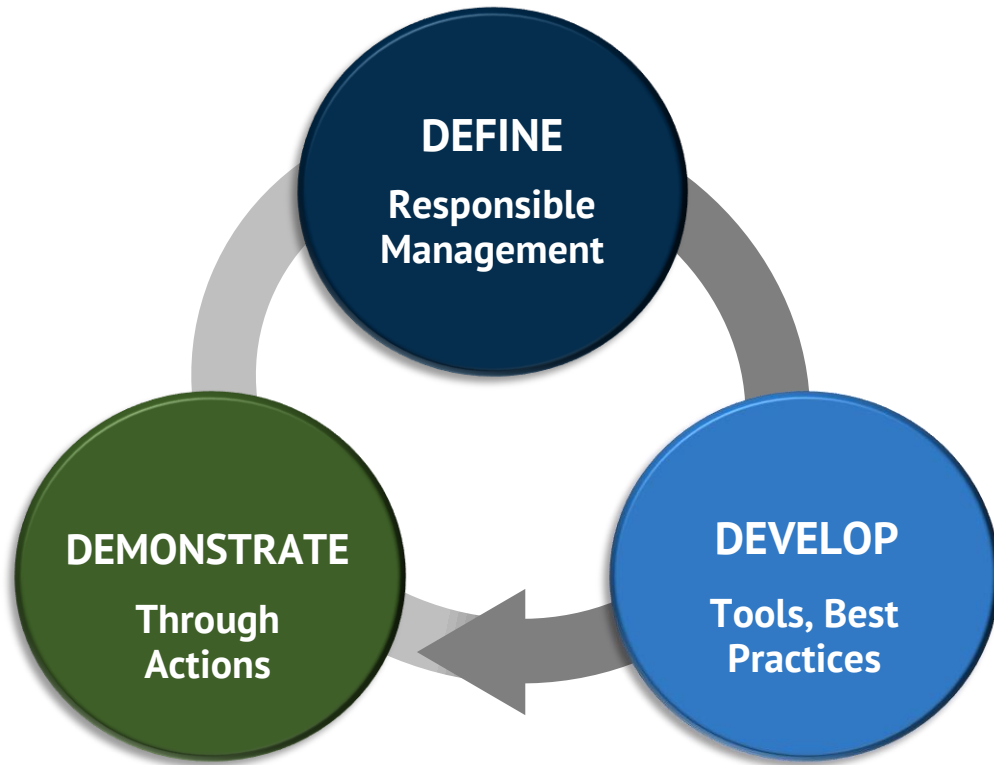 DEFINE
Responsible
Management
DEVELOP
Tools, Best
Practices
DEMONSTRATE
Through
Actions